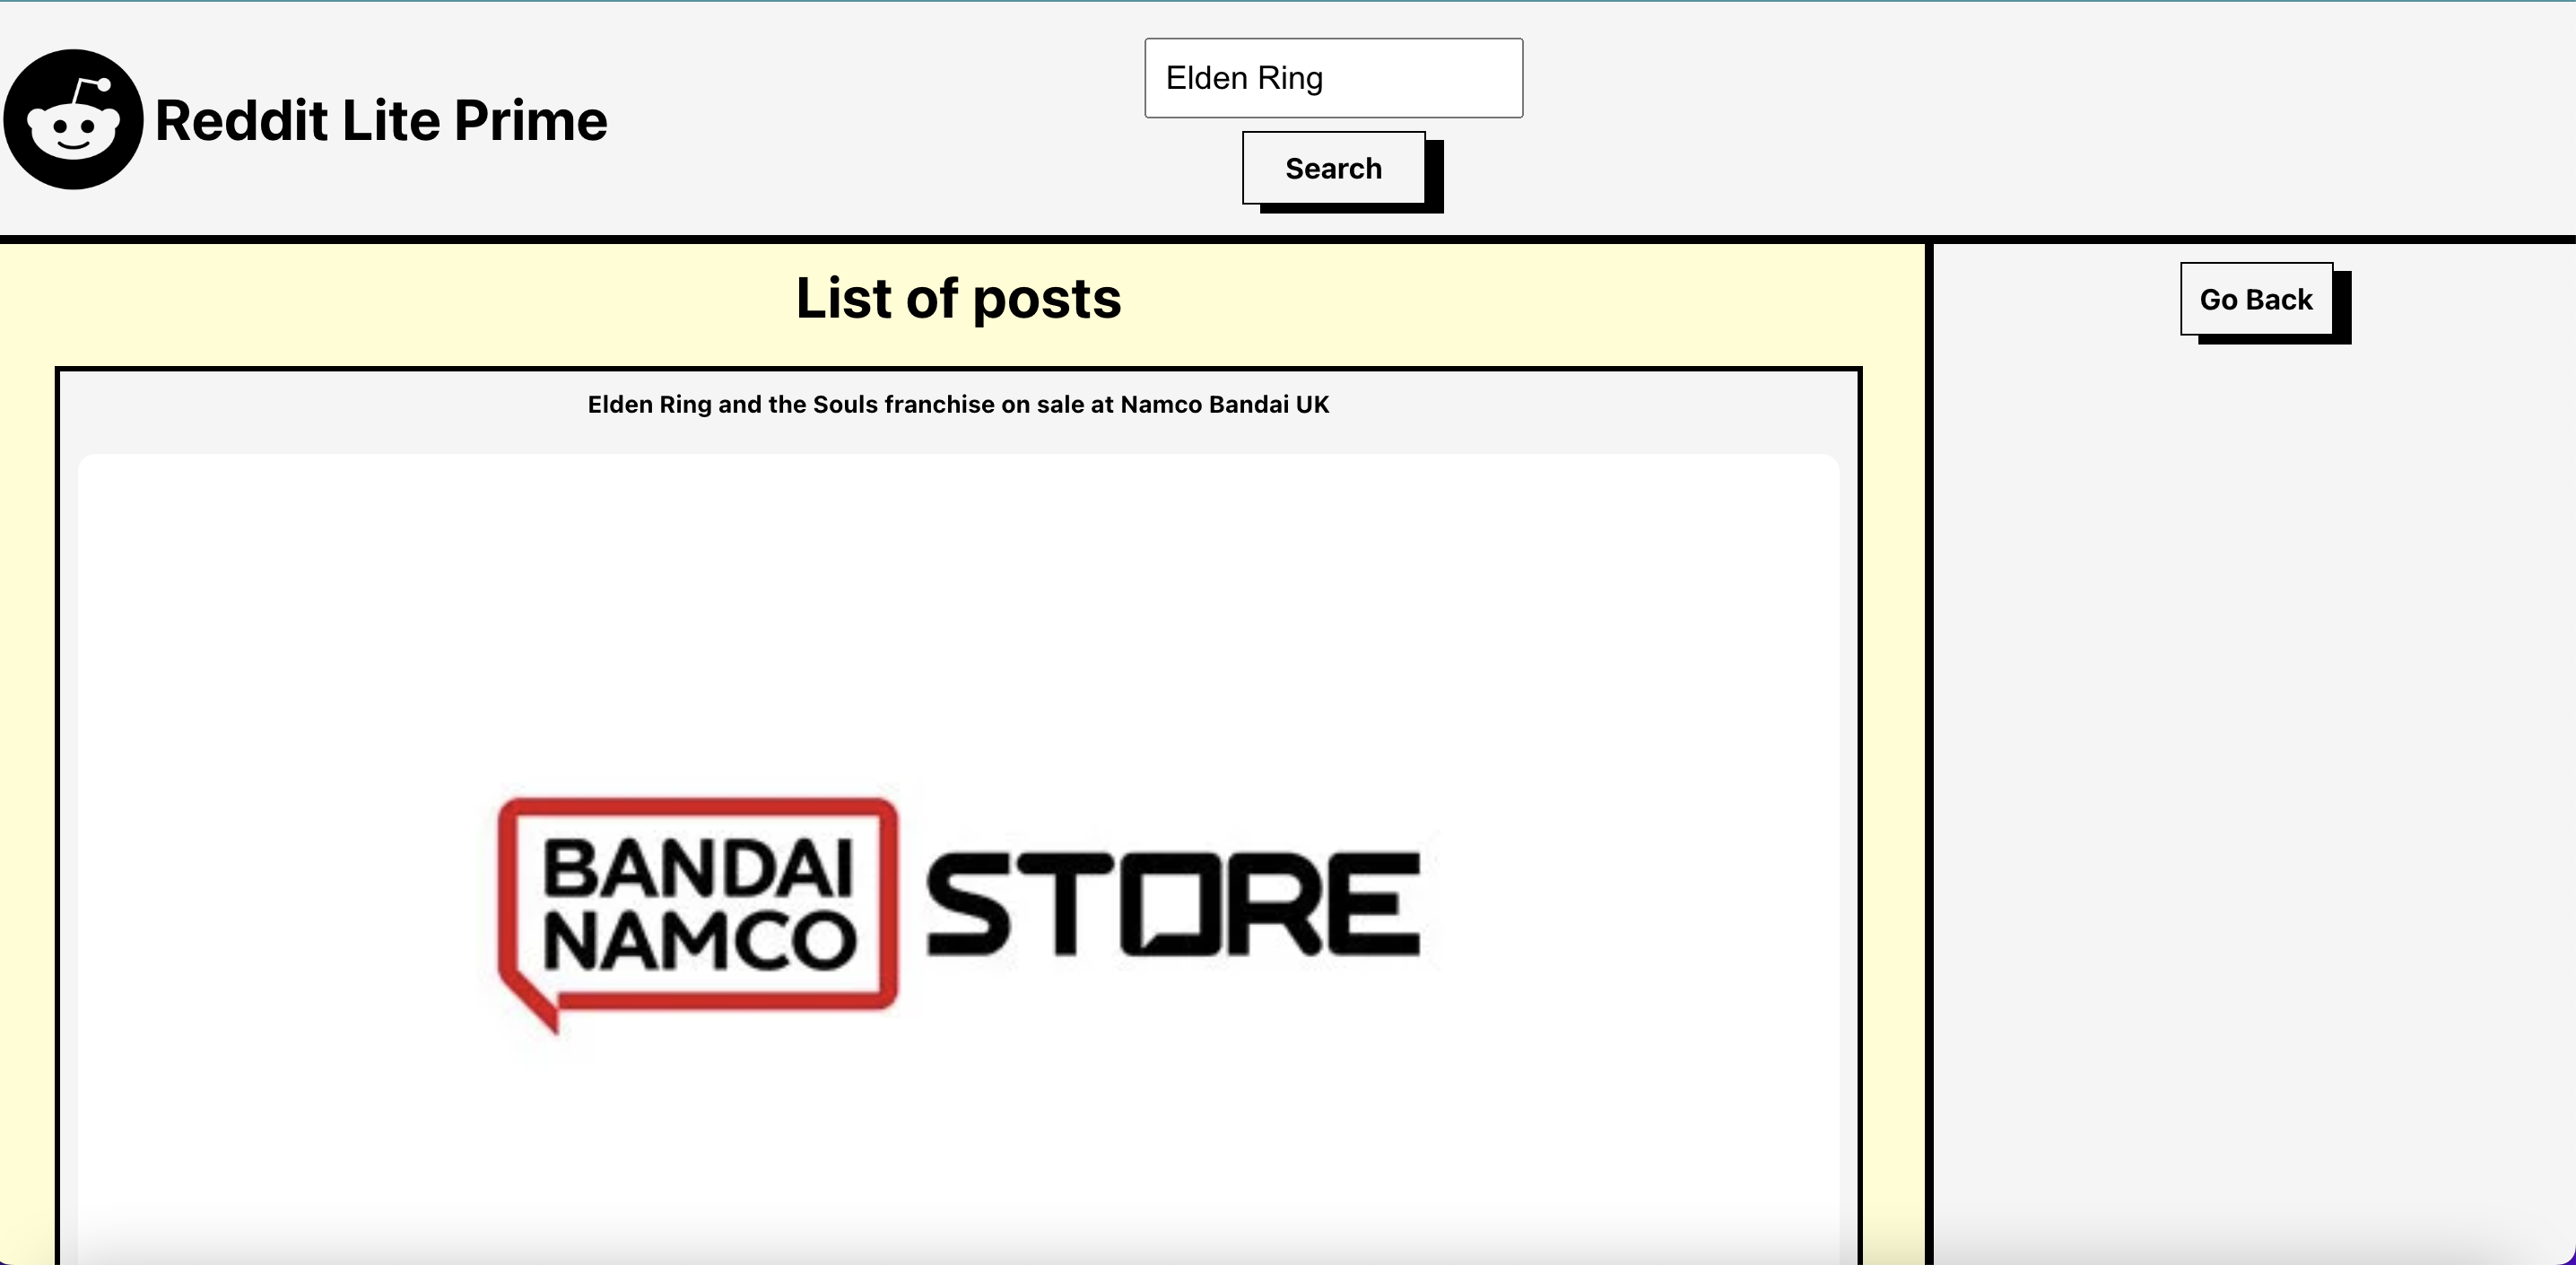 Reddit Lite Prime
Elden Ring
Search
List of posts
Go Back
Elden Ring and the Souls franchise on sale at Namco Bandai UK
BANDAI
NAMCO
STORE